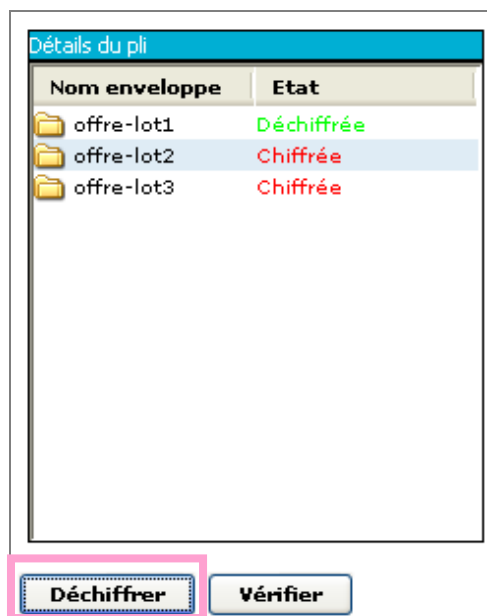 Détails du pli
Nom enveloppe Etat
offre-lot1 Déchiffrée
offre-lot2 Chiffrée
offre-lot3 Chiffrée
Déchiffrer Vérifier